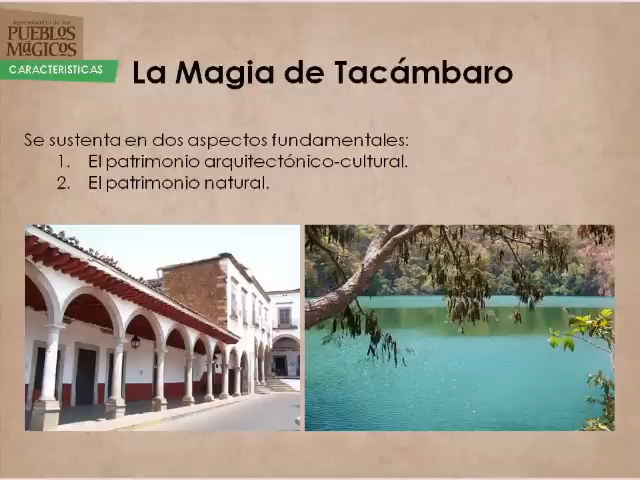 PUEBLOS
MÁGICOS
CARACTERISTICAS
La Magia de Tacámbaro
Se sustenta en dos aspectos fundamentales:
1. El patrimonio arquitectónico-cultural.
2. El patrimonio natural.